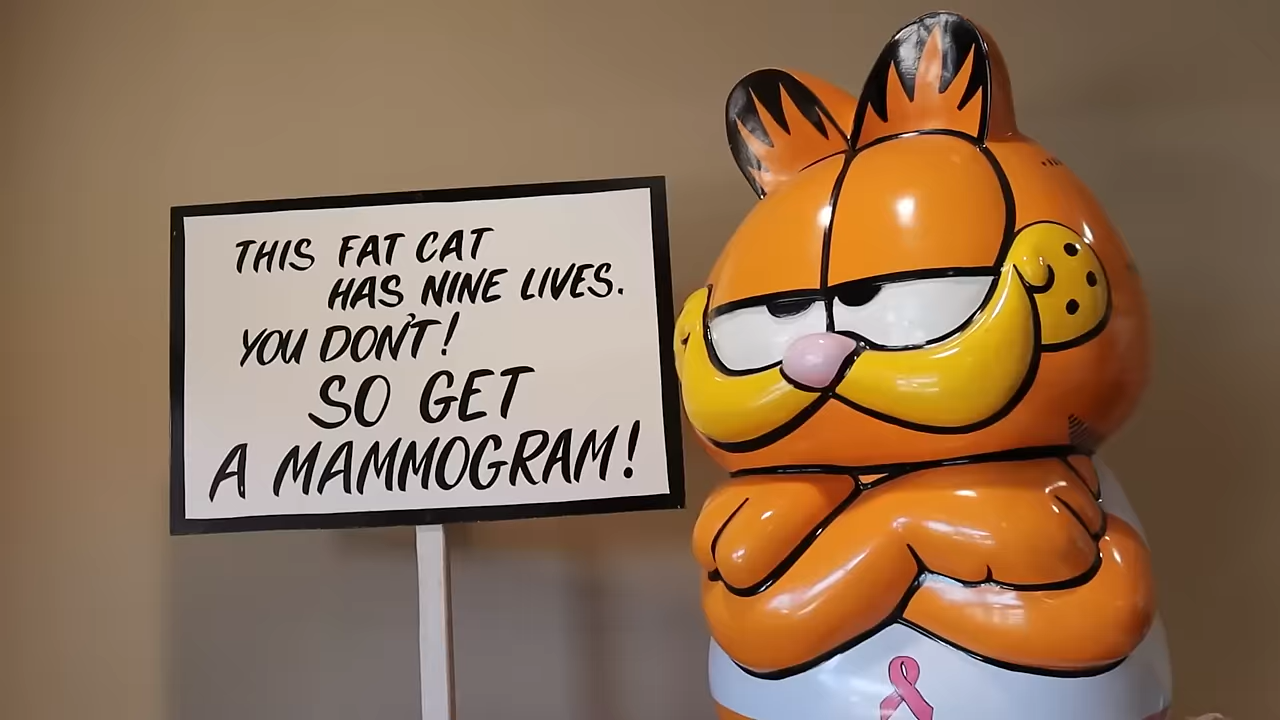 THIS FAT CAT
HAS NINE LIVES.
YOU DON'T!
SO GET
A MAMMOGRAM!